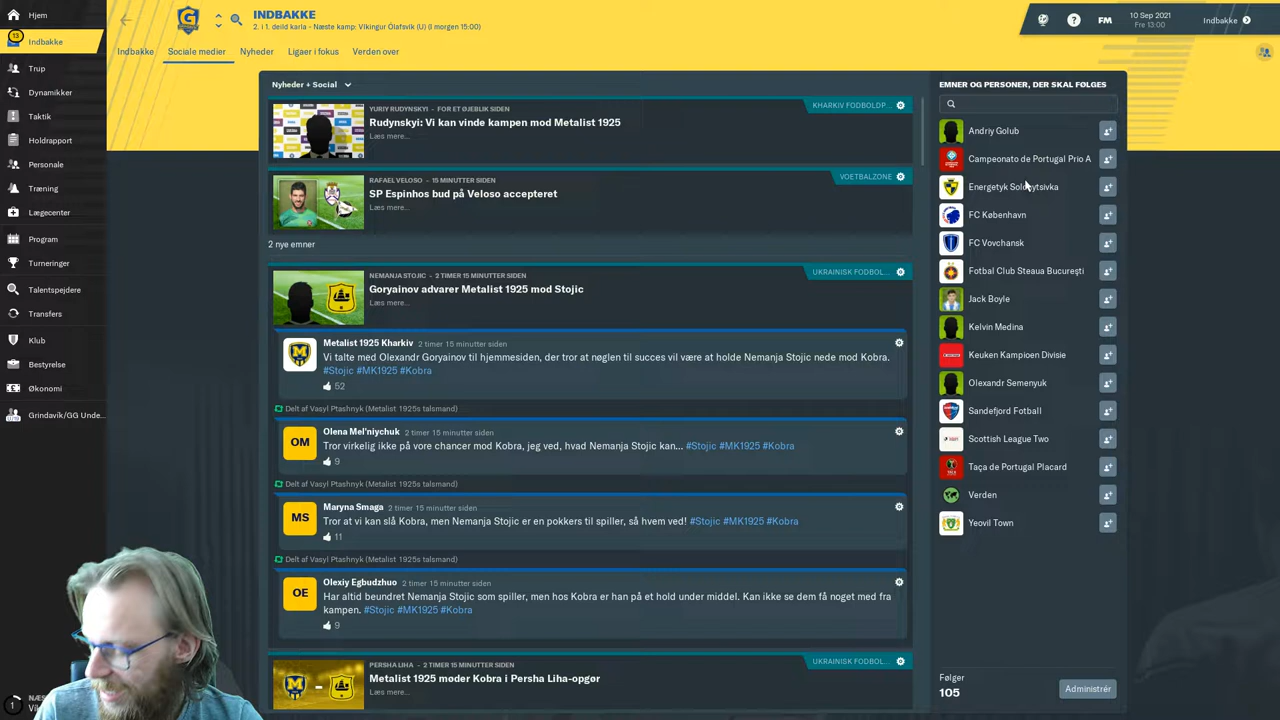 Hjem
INDBAKKE
2. i 1. deild karla - Næste kamp: Víkingur Ólafsvík (U) (I morgen 15:00)
10 Sep 2021
Fre 13:00
Indbakke
FM
13
Indbakke
Indbakke
Sociale medier
Nyheder
Ligaer i fokus
Verden over
Trup
Dynamikker
Taktik
Holdrapport
Personale
Træning
Lægecenter
Program
Turneringer
Talentspejdere
Transfers
Klub
Bestyrelse
Økonomi
Grindavík/GG Unde...
Nyheder + Social
YURIY RUDYNSKYI - FOR ET ØJEBLIK SIDEN
KHARKIV FODBOLDP...
Rudynskyi: Vi kan vinde kampen mod Metalist 1925
Læs mere...
RAFAEL VELOSO - 15 MINUTTER SIDEN
VOETBALZONE
SP Espinhos bud på Veloso accepteret
Læs mere...
2 nye emner
NEMANJA STOJIC - 2 TIMER 15 MINUTTER SIDEN
UKRAINISK FODBOL...
Goryainov advarer Metalist 1925 mod Stojic
Læs mere...
Metalist 1925 Kharkiv 2 timer 15 minutter siden
Vi talte med Olexandr Goryainov til hjemmesiden, der tror at nøglen til succes vil være at holde Nemanja Stojic nede mod Kobra.
#Stojic #MK1925 #Kobra
52
Delt af Vasyl Ptashnyk (Metalist 1925s talsmand)
OM
Olena Mel'niychuk 2 timer 15 minutter siden
Tror virkelig ikke på vore chancer mod Kobra, jeg ved, hvad Nemanja Stojic kan... #Stojic #MK1925 #Kobra
9
Delt af Vasyl Ptashnyk (Metalist 1925s talsmand)
MS
Maryna Smaga 2 timer 15 minutter siden
Tror at vi kan slå Kobra, men Nemanja Stojic er en pokkers til spiller, så hvem ved! #Stojic #MK1925 #Kobra
11
Delt af Vasyl Ptashnyk (Metalist 1925s talsmand)
OE
Olexiy Egbudzhuo 2 timer 15 minutter siden
Har altid beundret Nemanja Stojic som spiller, men hos Kobra er han på et hold under middel. Kan ikke se dem få noget med fra
kampen. #Stojic #MK1925 #Kobra
9
PERSHA LIHA - 2 TIMER 15 MINUTTER SIDEN
UKRAINISK FODBOL...
Metalist 1925 møder Kobra i Persha Liha-opgør
Læs mere...
EMNER OG PERSONER, DER SKAL FØLGES
Andriy Golub
Campeonato de Portugal Prio A
Energetyk Solonytsivka
FC København
FC Vovchansk
Fotbal Club Steaua Bucureşti
Jack Boyle
Kelvin Medina
Keuken Kampioen Divisie
Olexandr Semenyuk
Sandefjord Fotball
Scottish League Two
Taça de Portugal Placard
Verden
Yeovil Town
Følger
105
Administrér
1